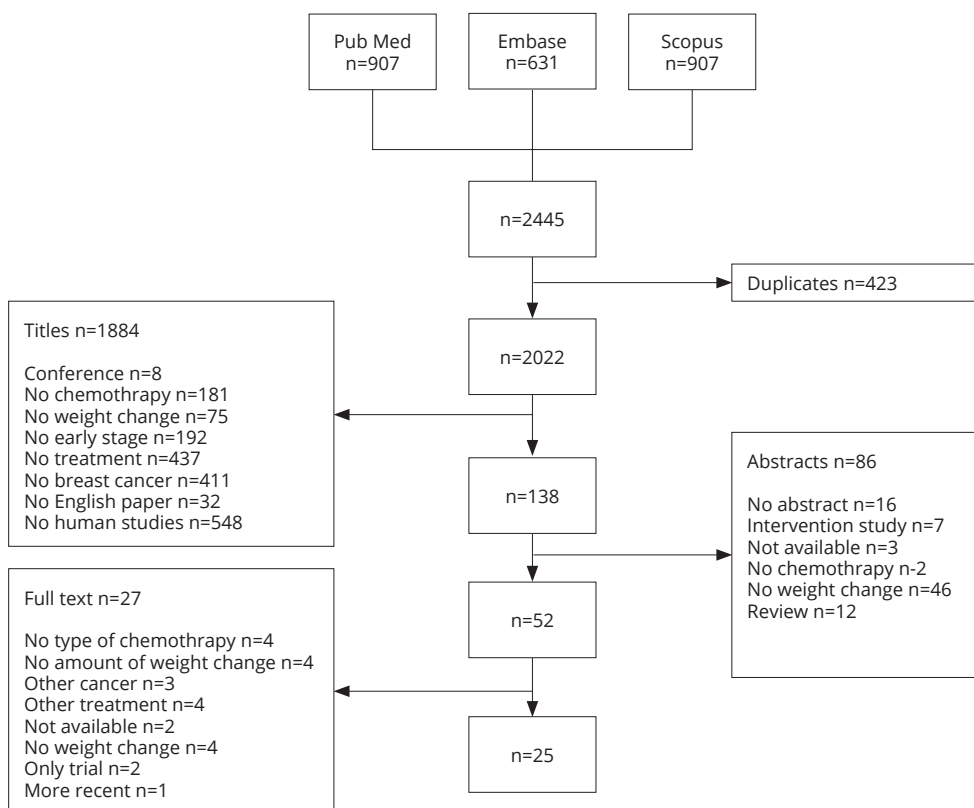 Pub Med
n=907
Embase
n=631
Scopus
n=907
n=2445
Duplicates n=423
n=2022
Titles n=1884
Conference n=8
No chemothrapy n=181
No weight change n=75
No early stage n=192
No treatment n=437
No breast cancer n=411
No English paper n=32
No human studies n=548
n=138
Abstracts n=86
No abstract n=16
Intervention study n=7
Not available n=3
No chemothrapy n-2
No weight change n=46
Review n=12
n=52
Full text n=27
No type of chemothrapy n=4
No amount of weight change n=4
Other cancer n=3
Other treatment n=4
Not available n=2
No weight change n=4
Only trial n=2
More recent n=1
n=25